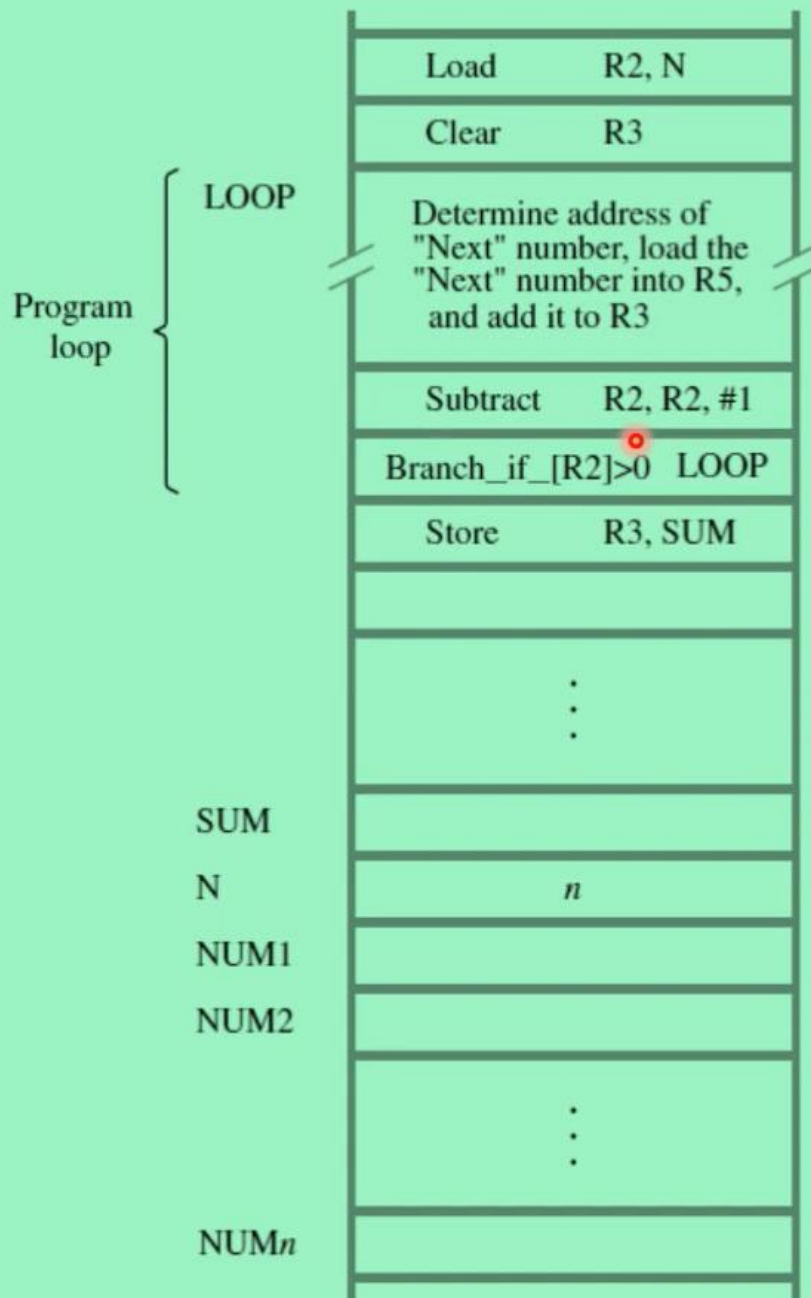 Load R2, N
Clear R3
LOOP
Determine address of
"Next" number, load the
"Next" number into R5,
and add it to R3
Program
loop
Subtract R2, R2, #1
Branch_if_[R2]>0 LOOP
Store R3, SUM
SUM
N n
NUM1
NUM2
NUMn